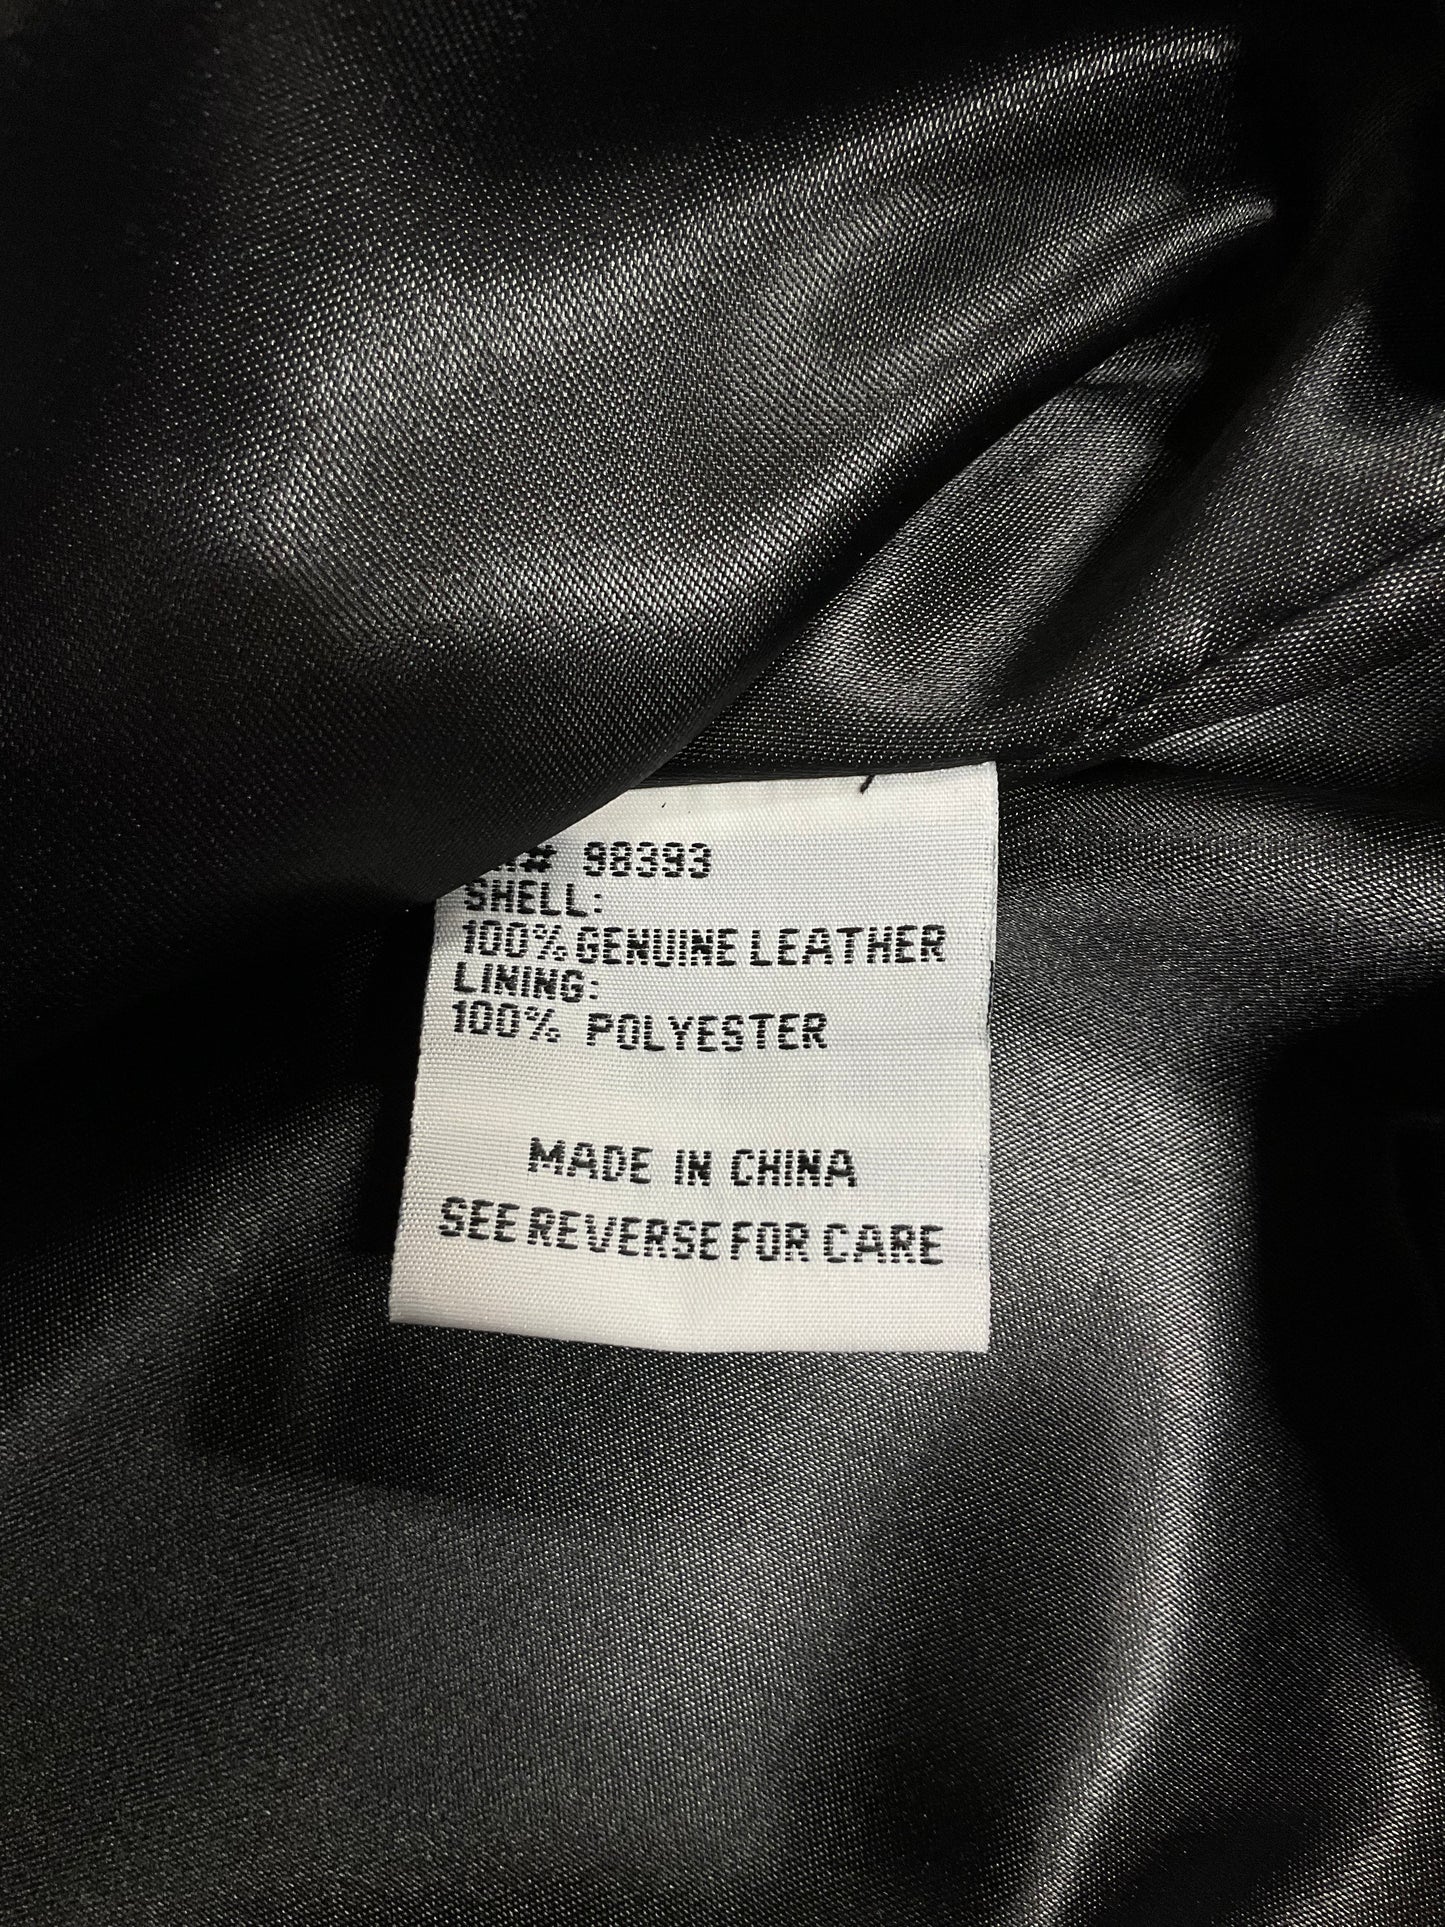 # 98393
SHELL:
100% GENUINE LEATHER
LINING:
100% POLYESTER
MADE IN CHINA
SEE REVERSE FOR CARE